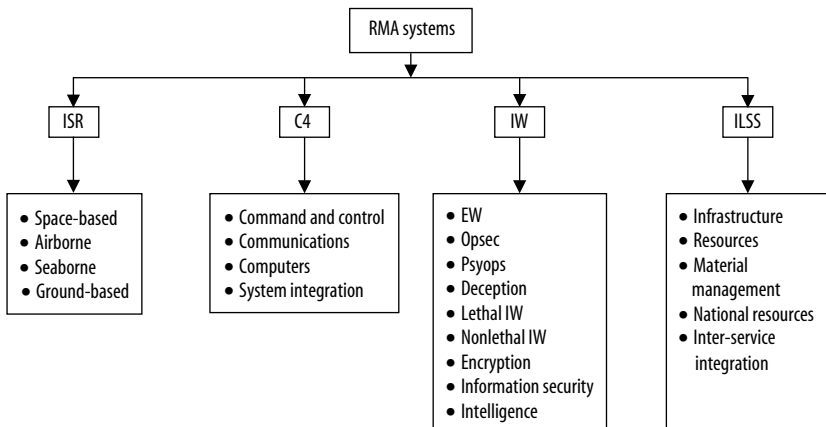 RMA systems
ISR
C4
IW
ILSS
• Space-based
• Airborne
• Seaborne
• Ground-based
• Command and control
• Communications
• Computers
• System integration
• EW
• Opsec
• Psyops
• Deception
• Lethal IW
• Nonlethal IW
• Encryption
• Information security
• Intelligence
• Infrastructure
• Resources
• Material
management
• National resources
• Inter-service
integration